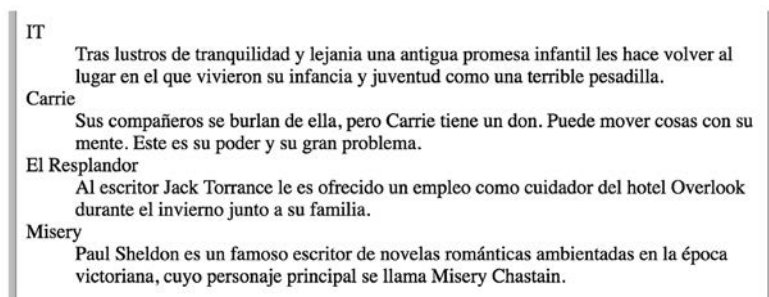 IT
Tras lustros de tranquilidad y lejania una antigua promesa infantil les hace volver al
lugar en el que vivieron su infancia y juventud como una terrible pesadilla.
Carrie
Sus compañeros se burlan de ella, pero Carrie tiene un don. Puede mover cosas con su
mente. Este es su poder y su gran problema.
El Resplandor
Al escritor Jack Torrance le es ofrecido un empleo como cuidador del hotel Overlook
durante el invierno junto a su familia.
Misery
Paul Sheldon es un famoso escritor de novelas románticas ambientadas en la época
victoriana, cuyo personaje principal se llama Misery Chastain.